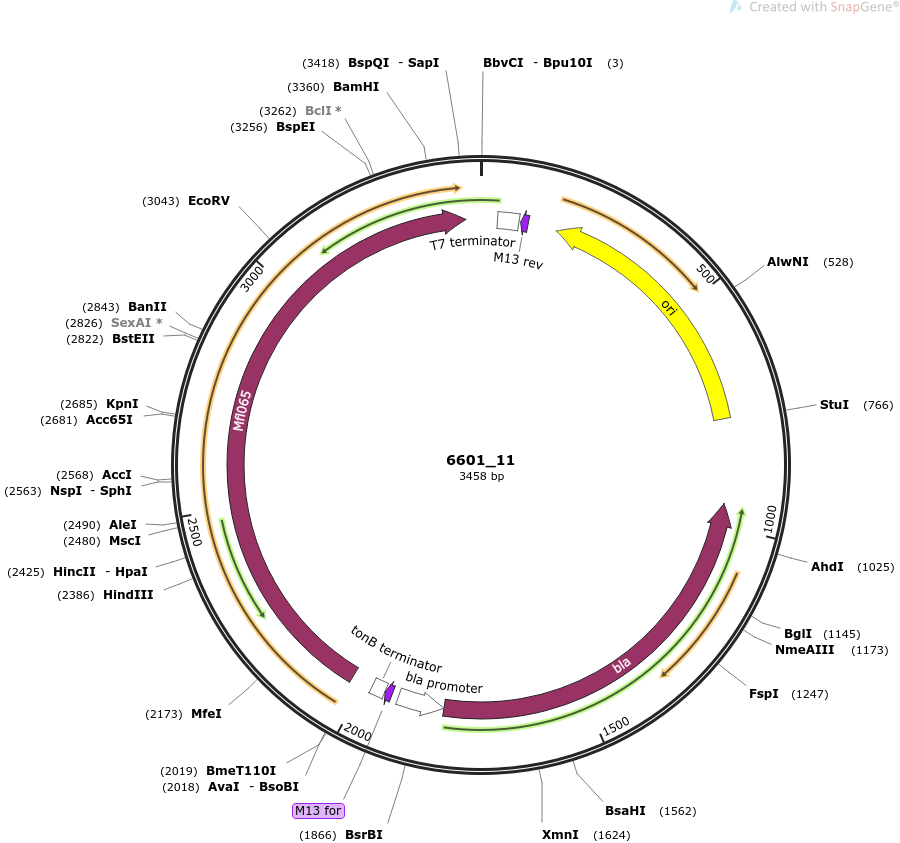 Created with SnapGene®
(3418) BspQI - SapI
BbvCI - Bpu10I (3)
(3360) BamHI
(3262) BclI *
(3256) BspEI
(3043) EcoRV
T7 terminator
M13 rev
AlwNI (528)
500
ori
3000
(2843) BanII
(2826) SexAI *
(2822) BstEII
(2685) KpnI
(2681) Acc65I
Mfl065
StuI (766)
6601_11
3458 bp
(2568) AccI
(2563) NspI - SphI
(2490) AleI
(2480) MscI
2500
1000
(2425) HincII - HpaI
(2386) HindIII
AhdI (1025)
BglI (1145)
NmeAIII (1173)
tonB terminator
bla promoter
bla
FspI (1247)
(2173) MfeI
2000
1500
(2019) BmeT110I
(2018) AvaI - BsoBI
M13 for
(1866) BsrBI
BsaHI (1562)
XmnI (1624)